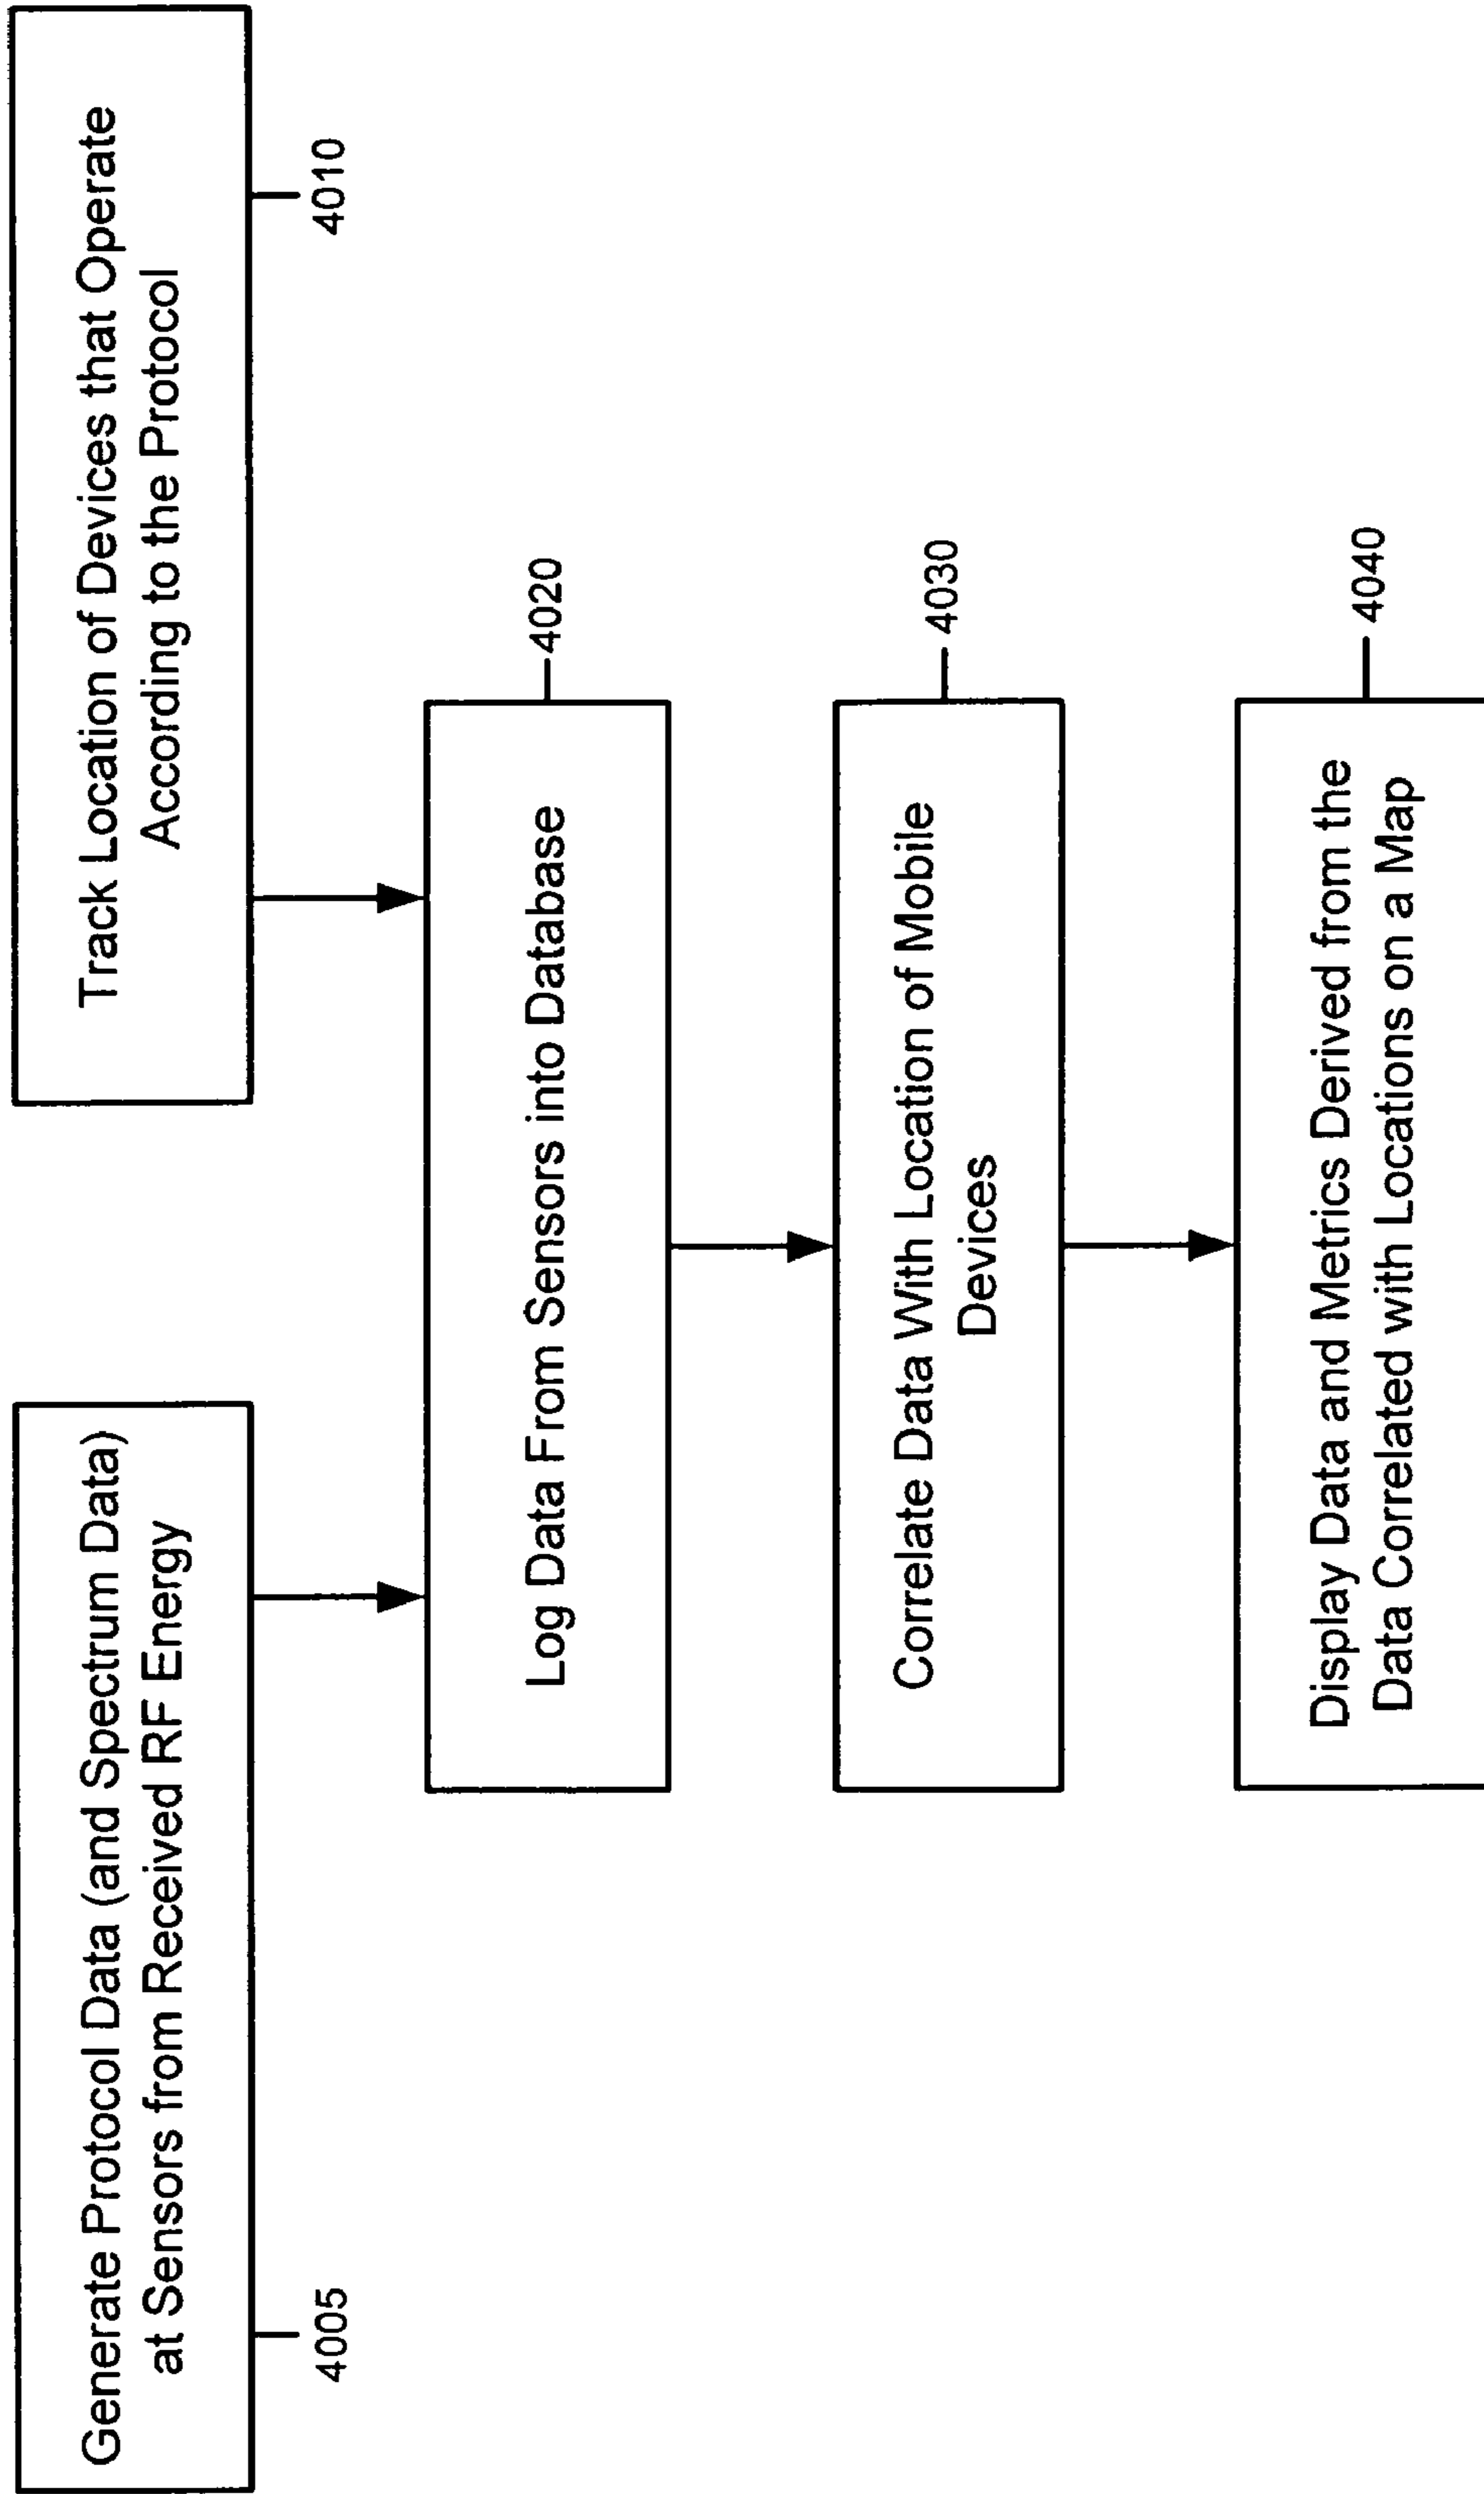 Generate Protocol Data (and Spectrum Data)
at Sensors from Received RF Energy
4005
Track Location of Devices that Operate
According to the Protocol
4010
Log Data From Sensors into Database
4020
Correlate Data With Location of Mobile
Devices
4030
Display Data and Metrics Derived from the
Data Correlated with Locations on a Map
4040